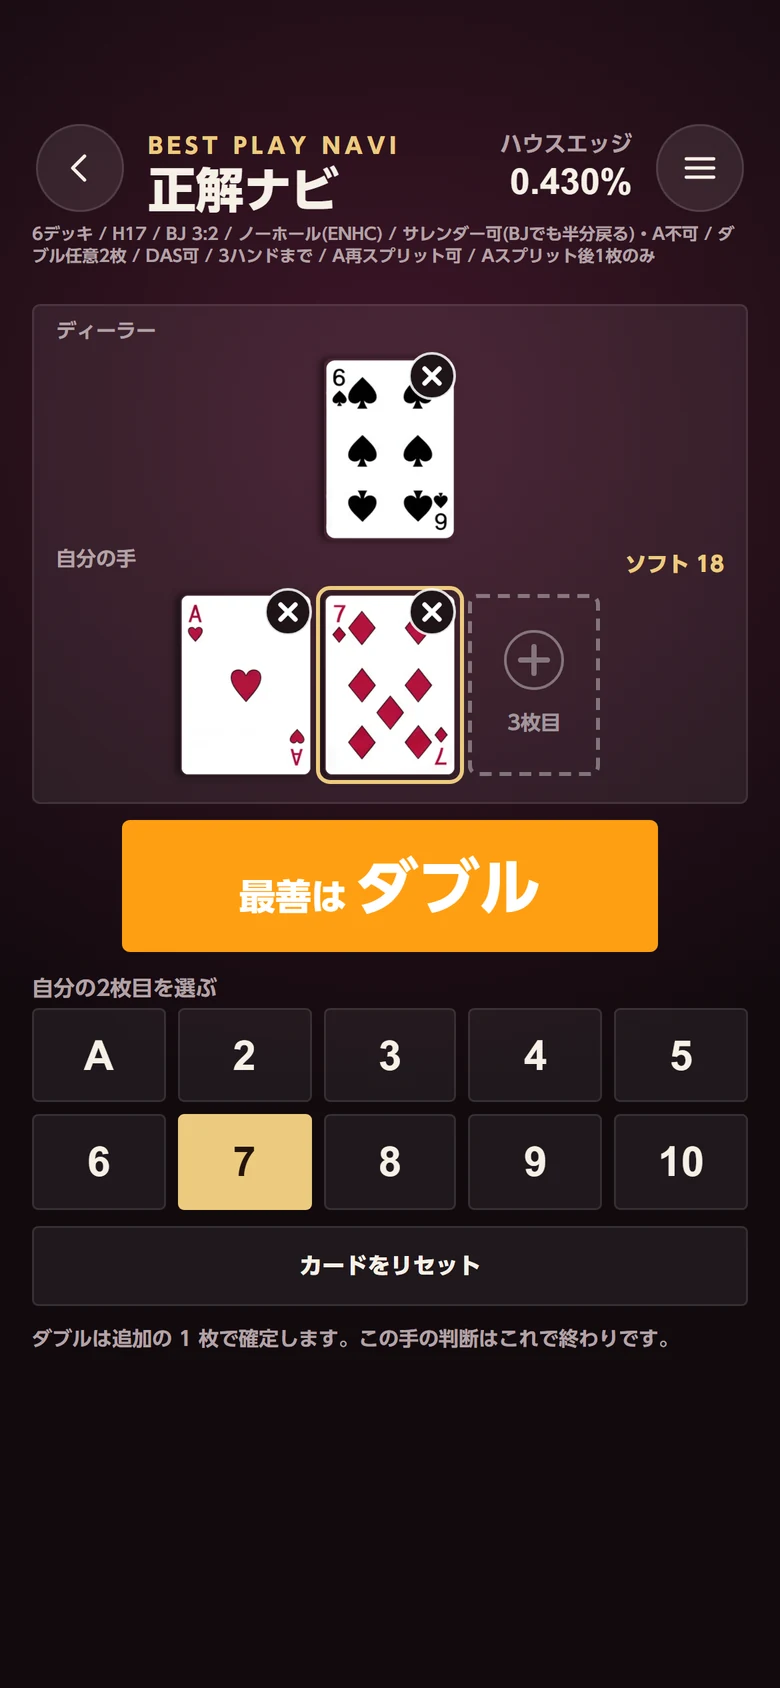 BEST PLAY NAVI
正解ナビ
ハウスエッジ
0.430%
6デッキ / H17 / BJ 3:2 / ノーホール(ENHC) / サレンダー可(BJでも半分戻る)・A不可 / ダ
ブル任意2枚 / DAS可 / 3ハンドまで / A再スプリット可 / Aスプリット後1枚のみ
ディーラー
6
6
自分の手
ソフト 18
A
A
7
7
3枚目
最善は ダブル
自分の2枚目を選ぶ
A 2 3 4 5
6 7 8 9 10
カードをリセット
ダブルは追加の 1 枚で確定します。この手の判断はこれで終わりです。